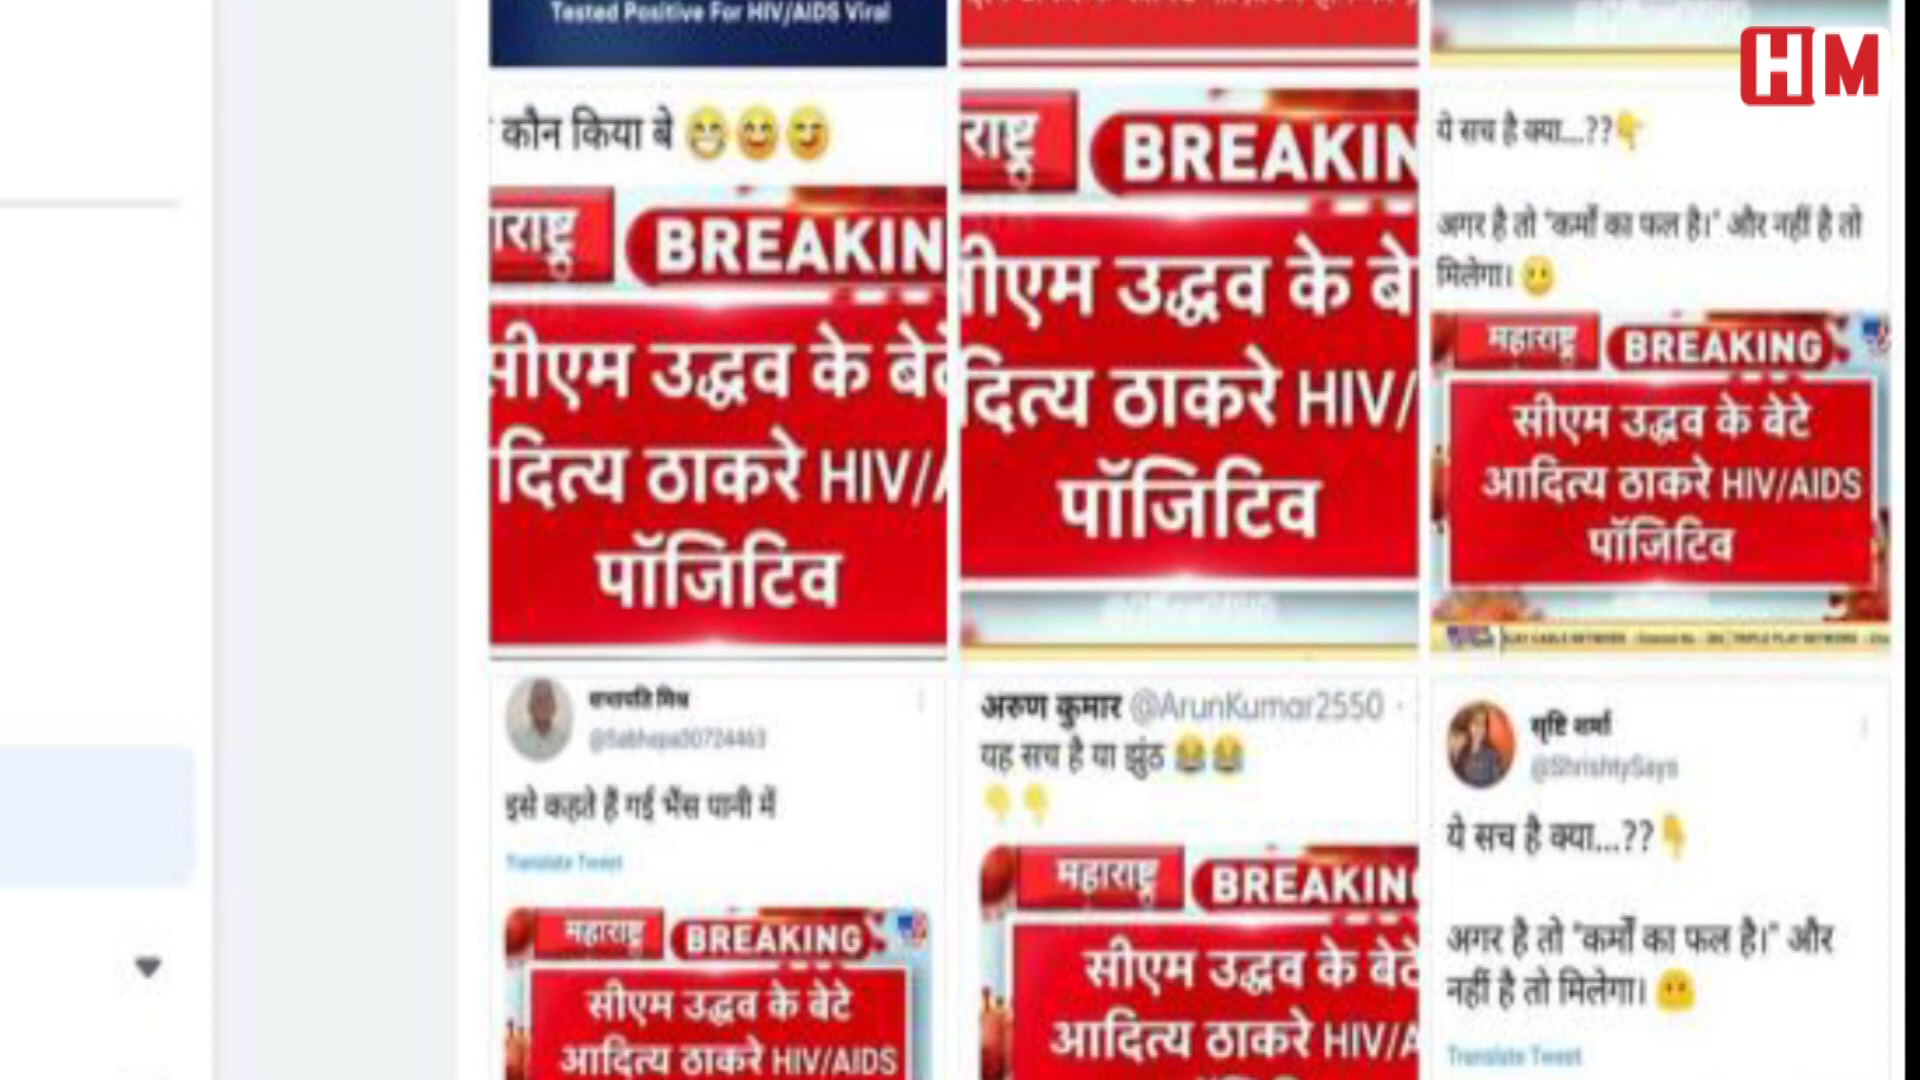 Tested Positive For HIV/AIDS Viral
HM
कौन किया बे
राराष्ट्र
BREAKIN
सीएम उद्धव के बेटे
दित्य ठाकरे HIV//
पॉजिटिव
राष्ट्र
BREAKIN
ीएम उद्धव के बे
दित्य ठाकरे HIV/
पॉजिटिव
ये सच है क्या...??
अगर है तो "कर्मों का फल है।" और नहीं है तो
मिलेगा।
महाराष्ट्र
BREAKING
सीएम उद्धव के बेटे
आदित्य ठाकरे HIV/AIDS
पॉजिटिव
सभापति मिश्र
इसे कहते हैं गई भैंस पानी में
Translate Tweet
महाराष्ट्र
BREAKING
सीएम उद्धव के बेटे
आदित्य ठाकरे HIV/AIDS
अरुण कुमार @ArunKumar2550 ·
यह सच है या झुंठ
महाराष्ट्र
BREAKING
सीएम उद्धव के बेटे
आदित्य ठाकरे HIV/A
सृष्टि शर्मा
@ShrishtySays
ये सच है क्या...??
अगर है तो "कर्मों का फल है।" और
नहीं है तो मिलेगा।
Translate Tweet